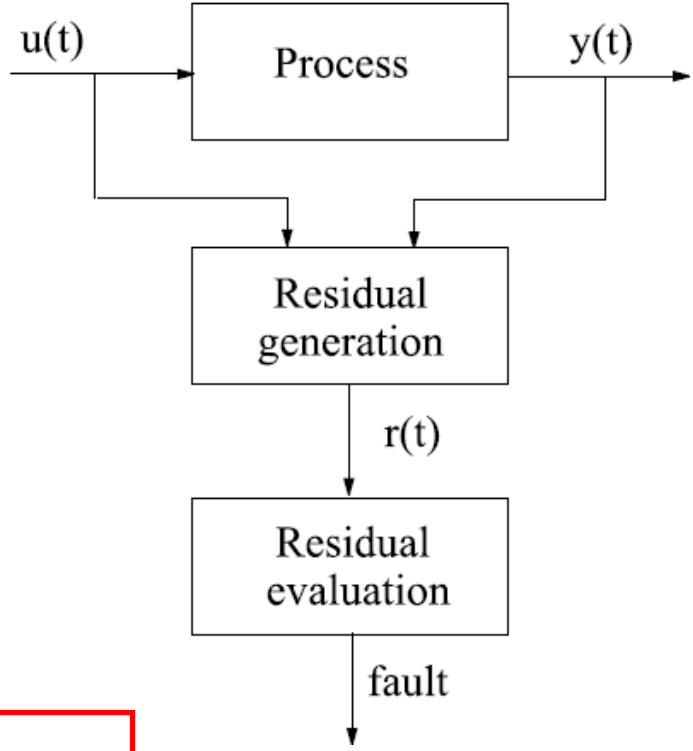 u(t)
Process
y(t)
Residual
generation
r(t)
Residual
evaluation
fault